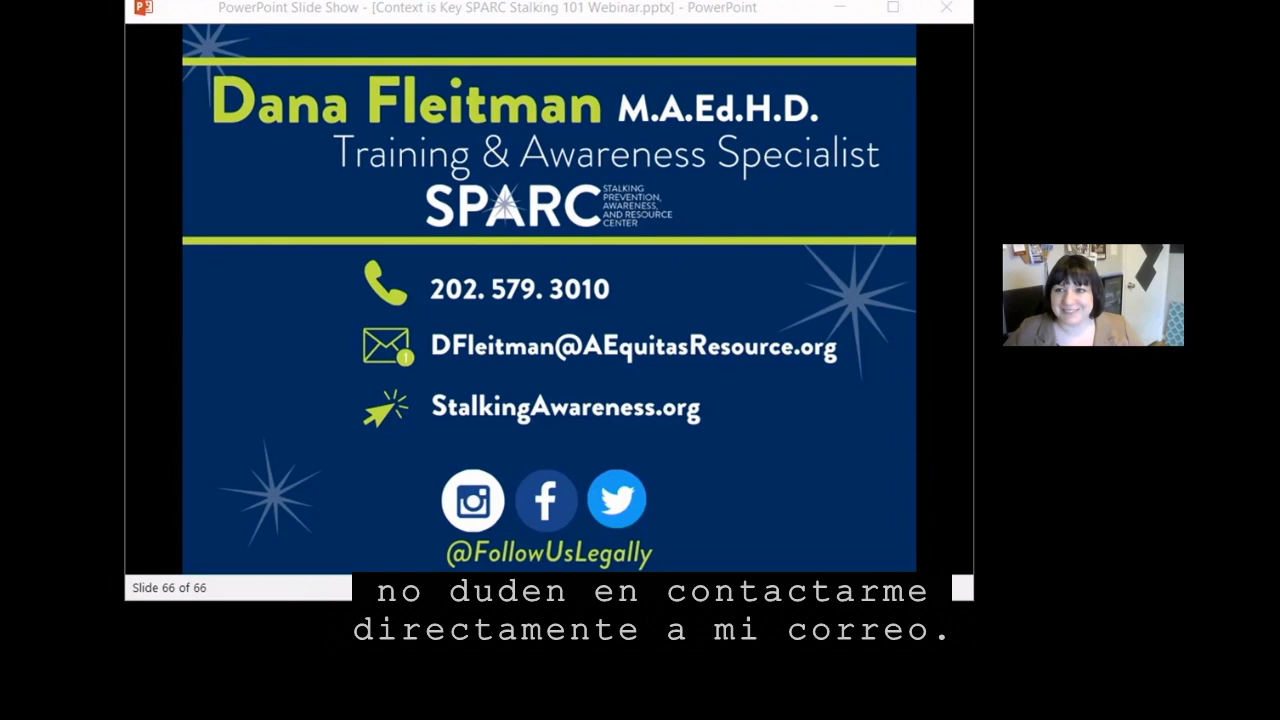 PowerPoint Slide Show - [Context is Key SPARC Stalking 101 Webinar.pptx] - PowerPoint
Dana Fleitman M.A.Ed.H.D.
Training & Awareness Specialist
SPARC
STALKING
PREVENTION,
AWARENESS,
AND RESOURCE
CENTER
202. 579. 3010
1
DFleitman@AEquitasResource.org
StalkingAwareness.org
@FollowUsLegally
Slide 66 of 66
no duden en contactarme
directamente a mi correo.